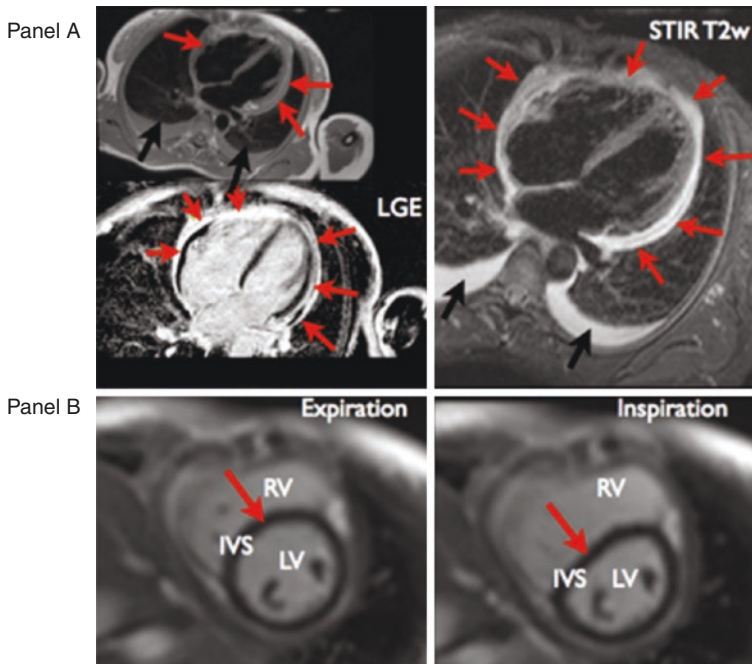 Panel A
STIR T2w
LGE
Panel B
Expiration
Inspiration
RV
RV
IVS
LV
IVS
LV